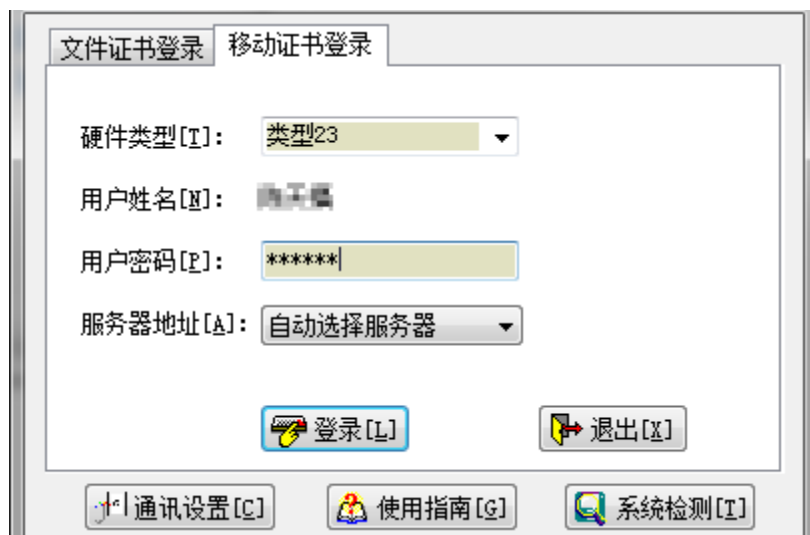 文件证书登录 移动证书登录
硬件类型[T]: 类型23
用户姓名[N]:
用户密码[P]: ******
服务器地址[A]: 自动选择服务器
登录[L] 退出[X]
通讯设置[C] 使用指南[G] 系统检测[T]